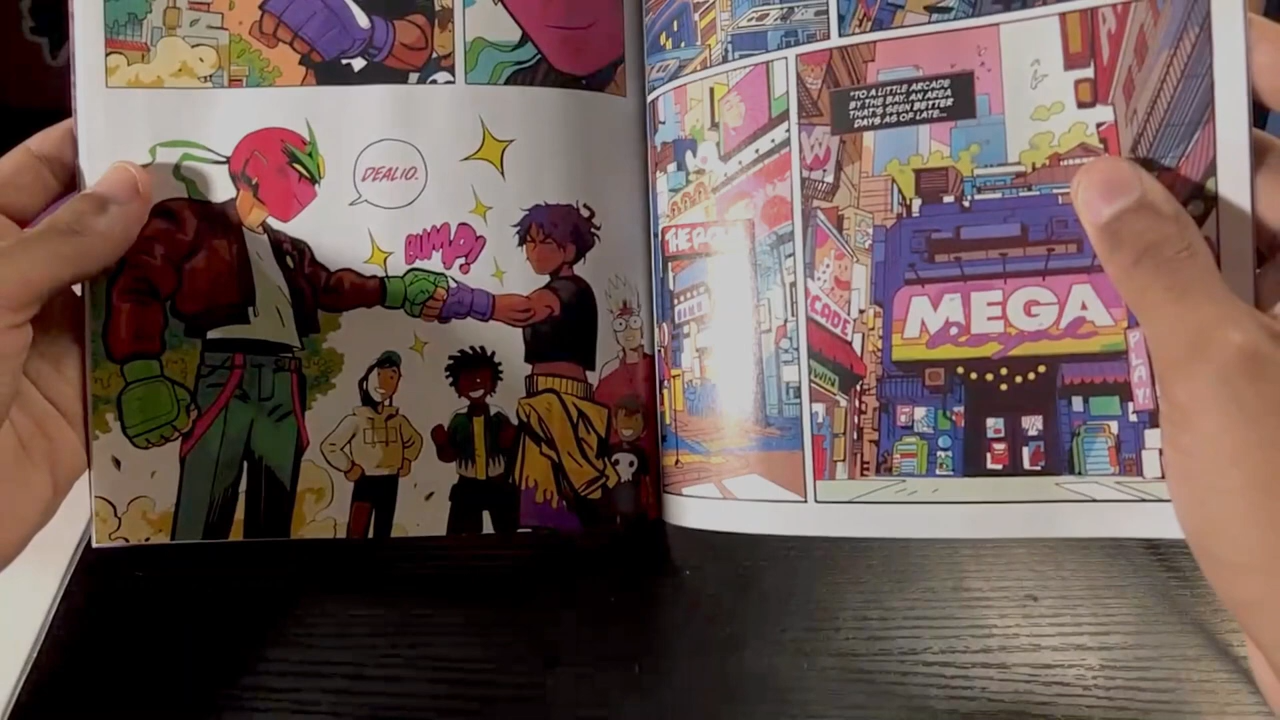 DEALIO.
BUMP!
"TO A LITTLE ARCADE
BY THE BAY. AN AREA
THAT'S SEEN BETTER
DAYS AS OF LATE...
W
THE
CADE
WIN
MEGA
PLAY!